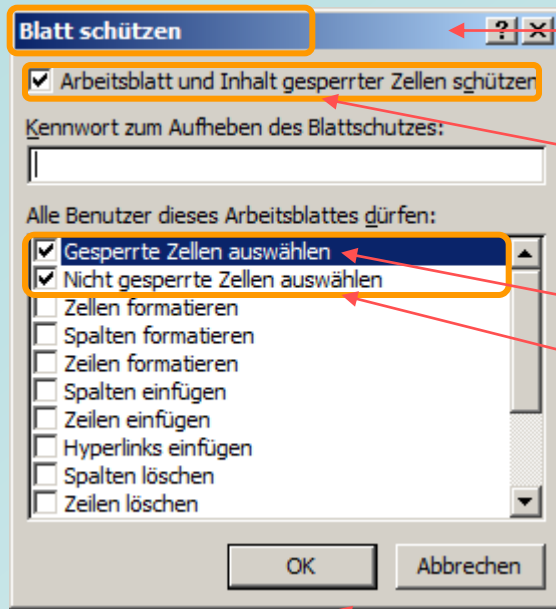 Blatt schützen
Arbeitsblatt und Inhalt gesperrter Zellen schützen
Kennwort zum Aufheben des Blattschutzes:
Alle Benutzer dieses Arbeitsblattes dürfen:
Gesperrte Zellen auswählen
Nicht gesperrte Zellen auswählen
Zellen formatieren
Spalten formatieren
Zeilen formatieren
Spalten einfügen
Zeilen einfügen
Hyperlinks einfügen
Spalten löschen
Zeilen löschen
OK Abbrechen